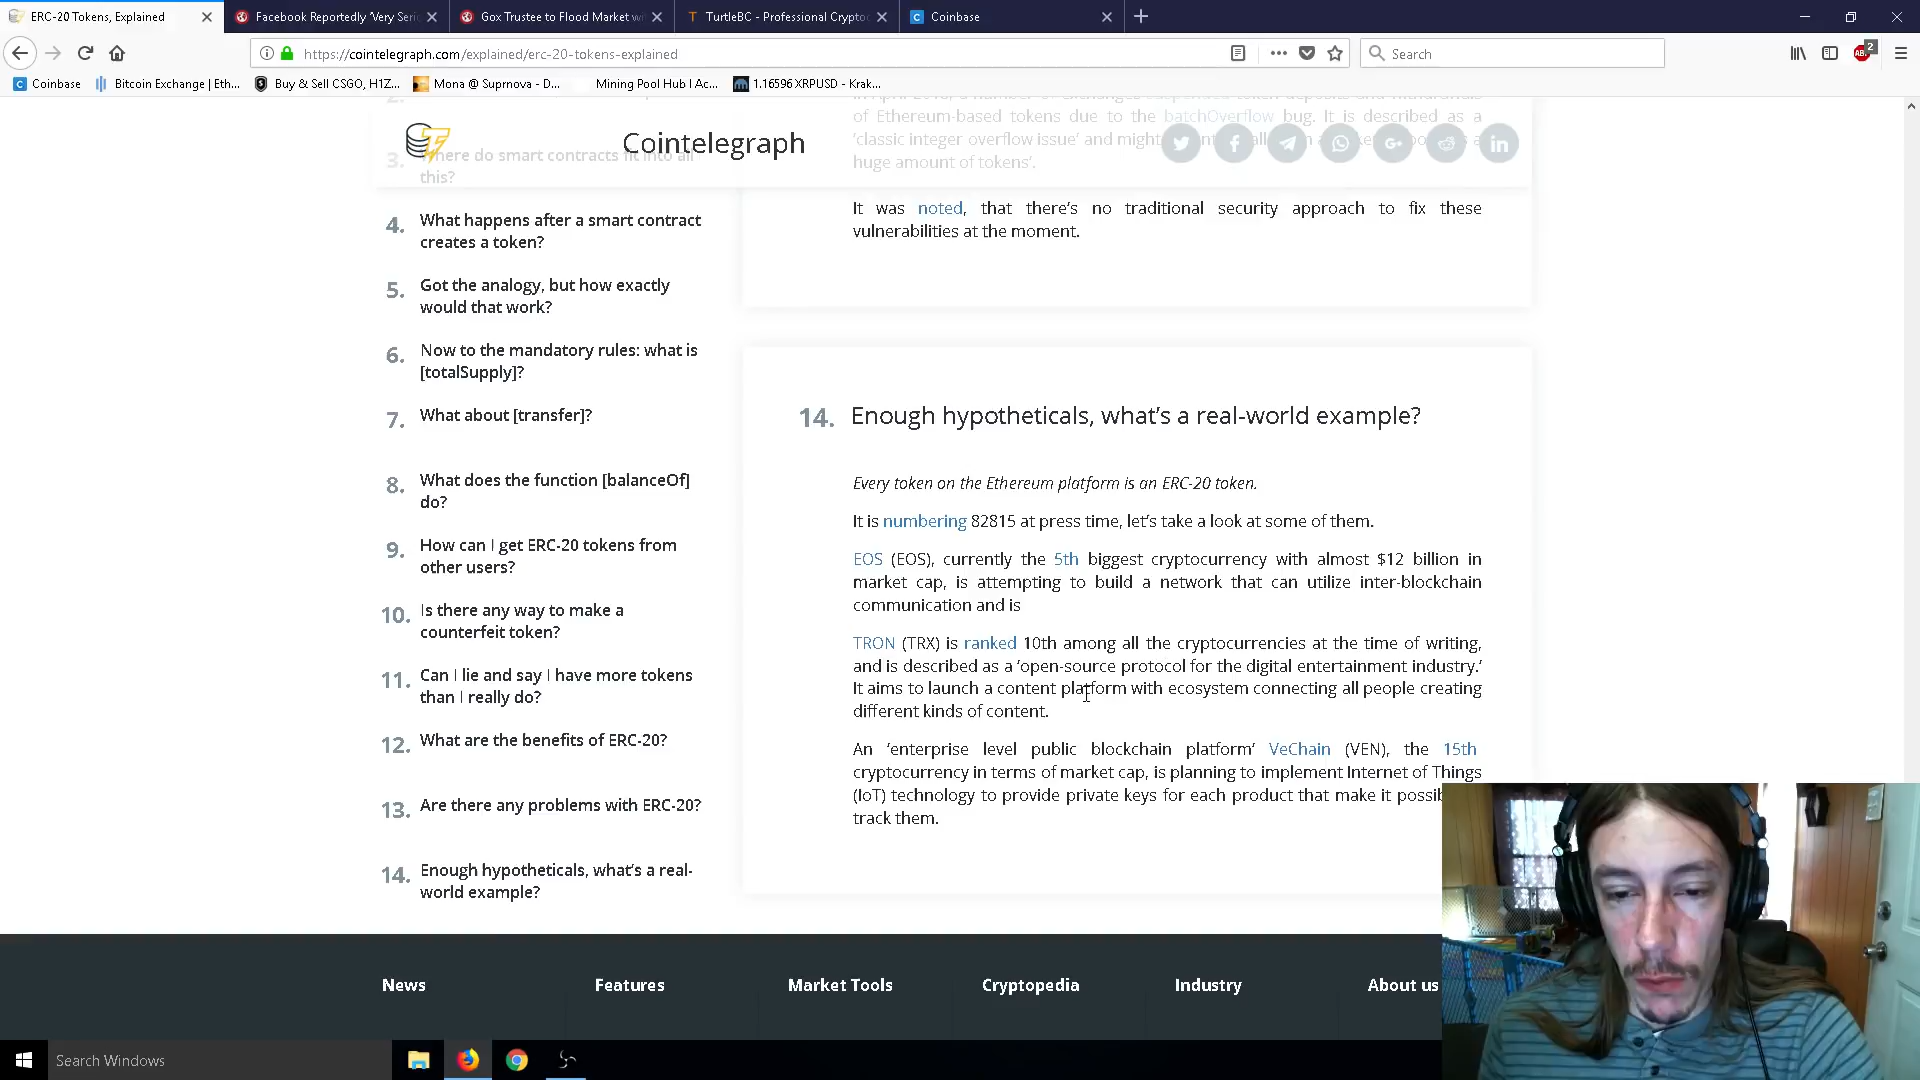 ERC-20 Tokens, Explained
Facebook Reportedly 'Very Seri
Gox Trustee to Flood Market wi
TurtleBC - Professional Cryptoc
Coinbase
https://cointelegraph.com/explained/erc-20-tokens-explained
Search
2
Coinbase
Bitcoin Exchange | Eth...
Buy & Sell CSGO, H1Z...
Mona @ Suprnova - D...
Mining Pool Hub | Ac...
1.16596 XRPUSD - Krak...
of Ethereum-based tokens due to the batchOverflow bug. It is described as a
Cointelegraph
'classic integer overflow issue' and might
huge amount of tokens'.
3. here do smart contracts fit into all
this?
4. What happens after a smart contract
creates a token?
5. Got the analogy, but how exactly
would that work?
6. Now to the mandatory rules: what is
[totalSupply]?
7. What about [transfer]?
8. What does the function [balanceOf]
do?
9. How can I get ERC-20 tokens from
other users?
10. Is there any way to make a
counterfeit token?
11. Can I lie and say I have more tokens
than I really do?
12. What are the benefits of ERC-20?
13. Are there any problems with ERC-20?
14. Enough hypotheticals, what's a real-
world example?
It was noted, that there's no traditional security approach to fix these
vulnerabilities at the moment.
14. Enough hypotheticals, what's a real-world example?
Every token on the Ethereum platform is an ERC-20 token.
It is numbering 82815 at press time, let's take a look at some of them.
EOS (EOS), currently the 5th biggest cryptocurrency with almost $12 billion in
market cap, is attempting to build a network that can utilize inter-blockchain
communication and is
TRON (TRX) is ranked 10th among all the cryptocurrencies at the time of writing,
and is described as a 'open-source protocol for the digital entertainment industry.'
It aims to launch a content platform with ecosystem connecting all people creating
different kinds of content.
An 'enterprise level public blockchain platform' VeChain (VEN), the 15th
cryptocurrency in terms of market cap, is planning to implement Internet of Things
(IoT) technology to provide private keys for each product that make it possib
track them.
News
Features
Market Tools
Cryptopedia
Industry
About us
Search Windows